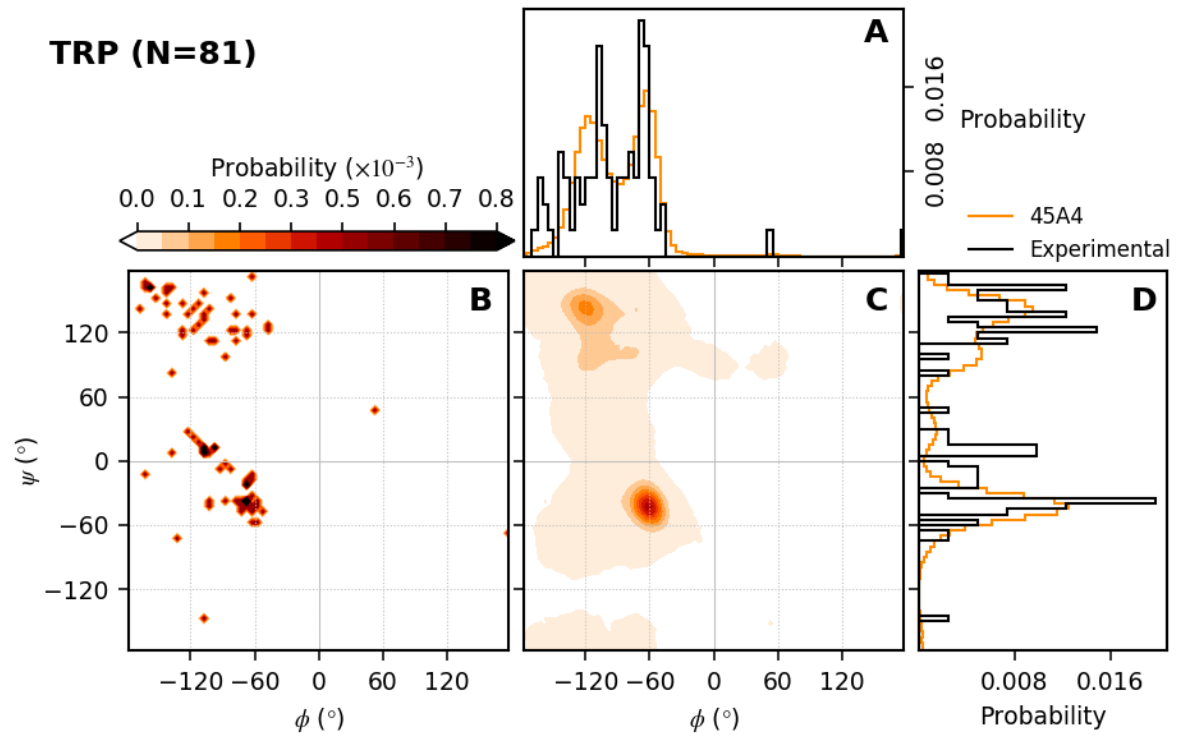 TRP (N=81)
A
0.016
0.008
Probability
Probability (×10⁻³)
0.0 0.1 0.2 0.3 0.4 0.5 0.6 0.7 0.8
45A4
Experimental
B
C
D
120
60
0
−60
−120
ψ (°)
−120 −60 0 60 120
ϕ (°)
−120 −60 0 60 120
ϕ (°)
0.008 0.016
Probability